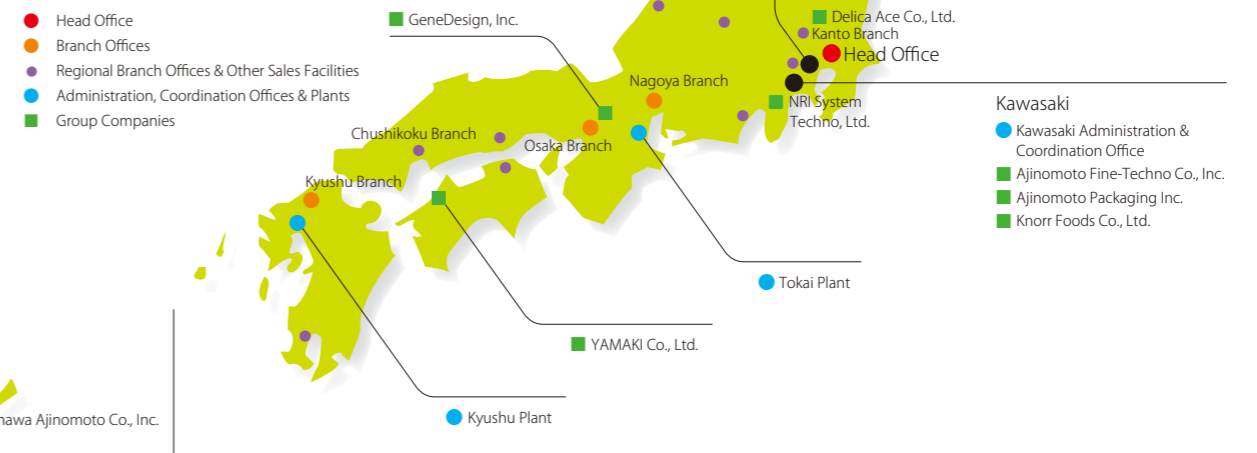 Head Office
Branch Offices
Regional Branch Offices & Other Sales Facilities
Administration, Coordination Offices & Plants
Group Companies
GeneDesign, Inc.
Delica Ace Co., Ltd.
Kanto Branch
Head Office
Nagoya Branch
NRI System
Techno, Ltd.
Chushikoku Branch
Osaka Branch
Kyushu Branch
Kawasaki
Kawasaki Administration &
Coordination Office
Ajinomoto Fine-Techno Co., Inc.
Ajinomoto Packaging Inc.
Knorr Foods Co., Ltd.
Tokai Plant
YAMAKI Co., Ltd.
Kyushu Plant
Ajinomoto Co., Inc.